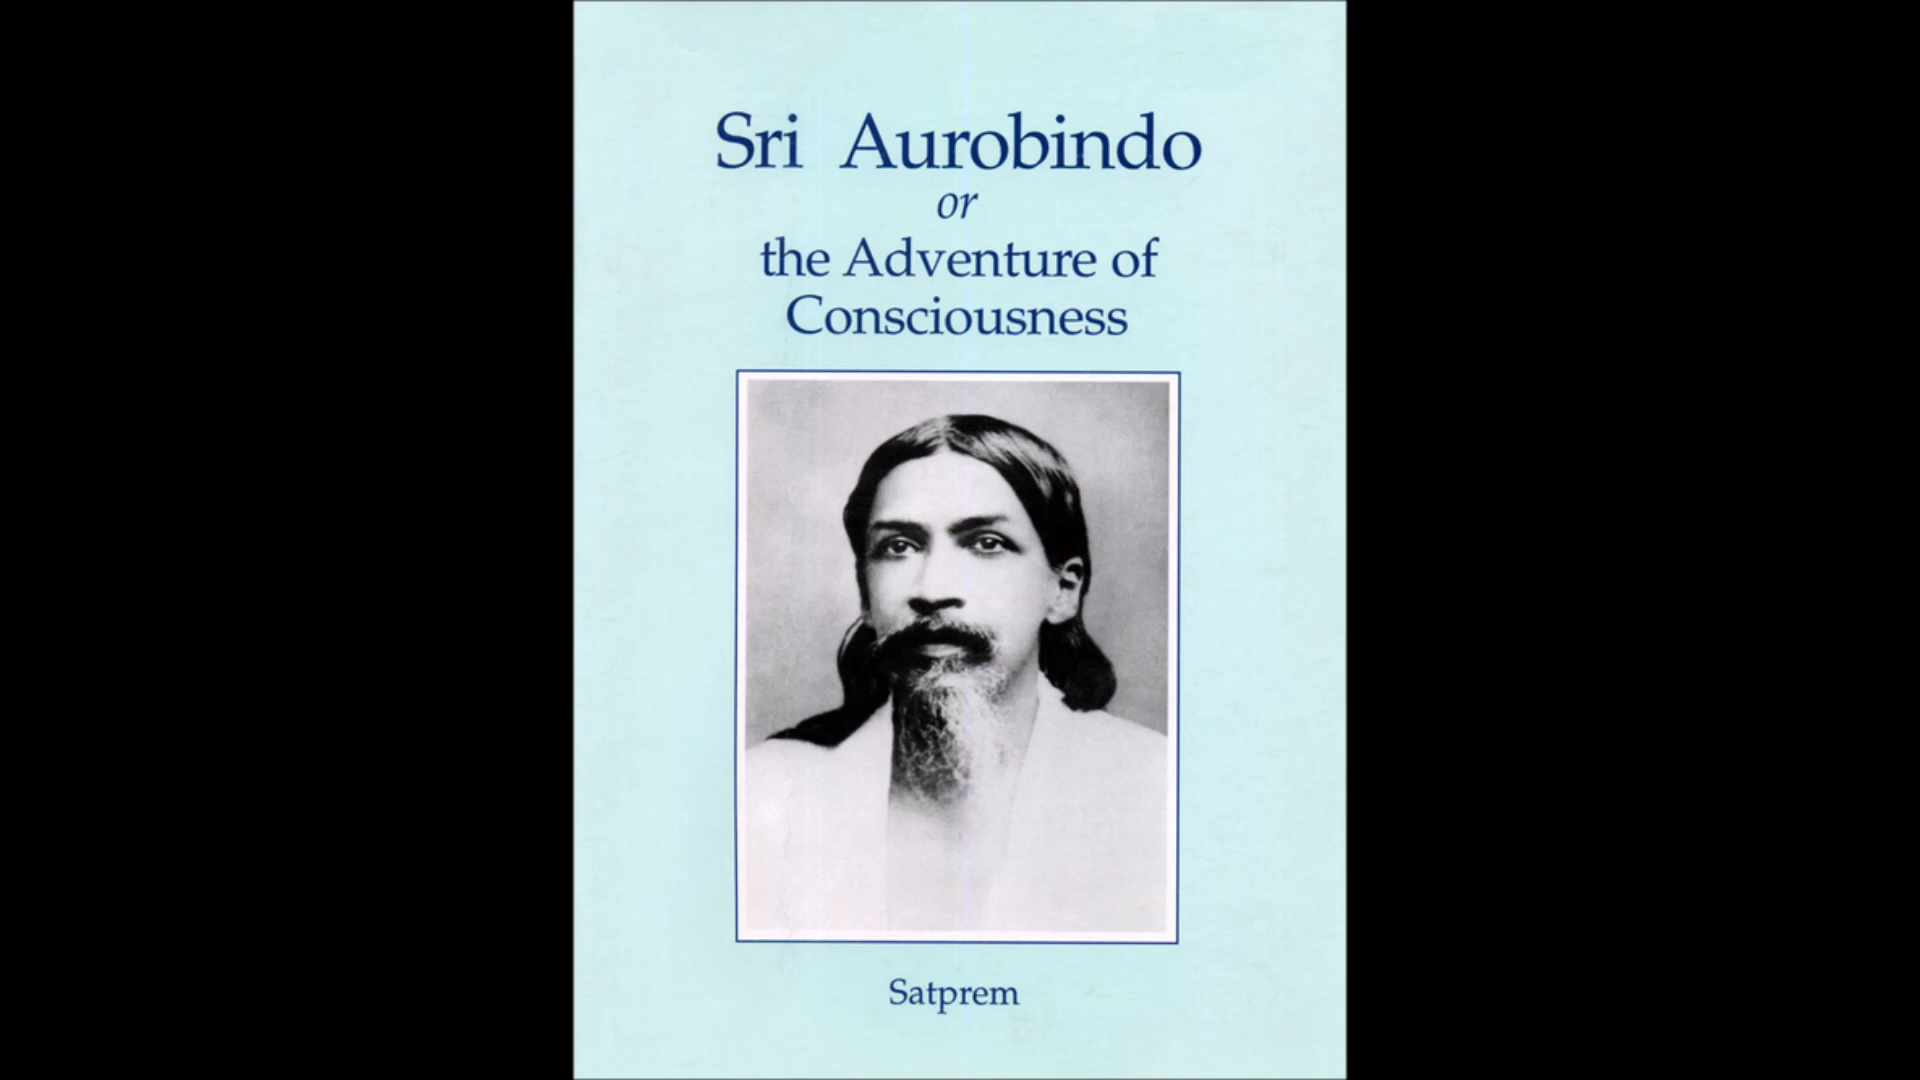 Sri Aurobindo
or
the Adventure of
Consciousness
Satprem